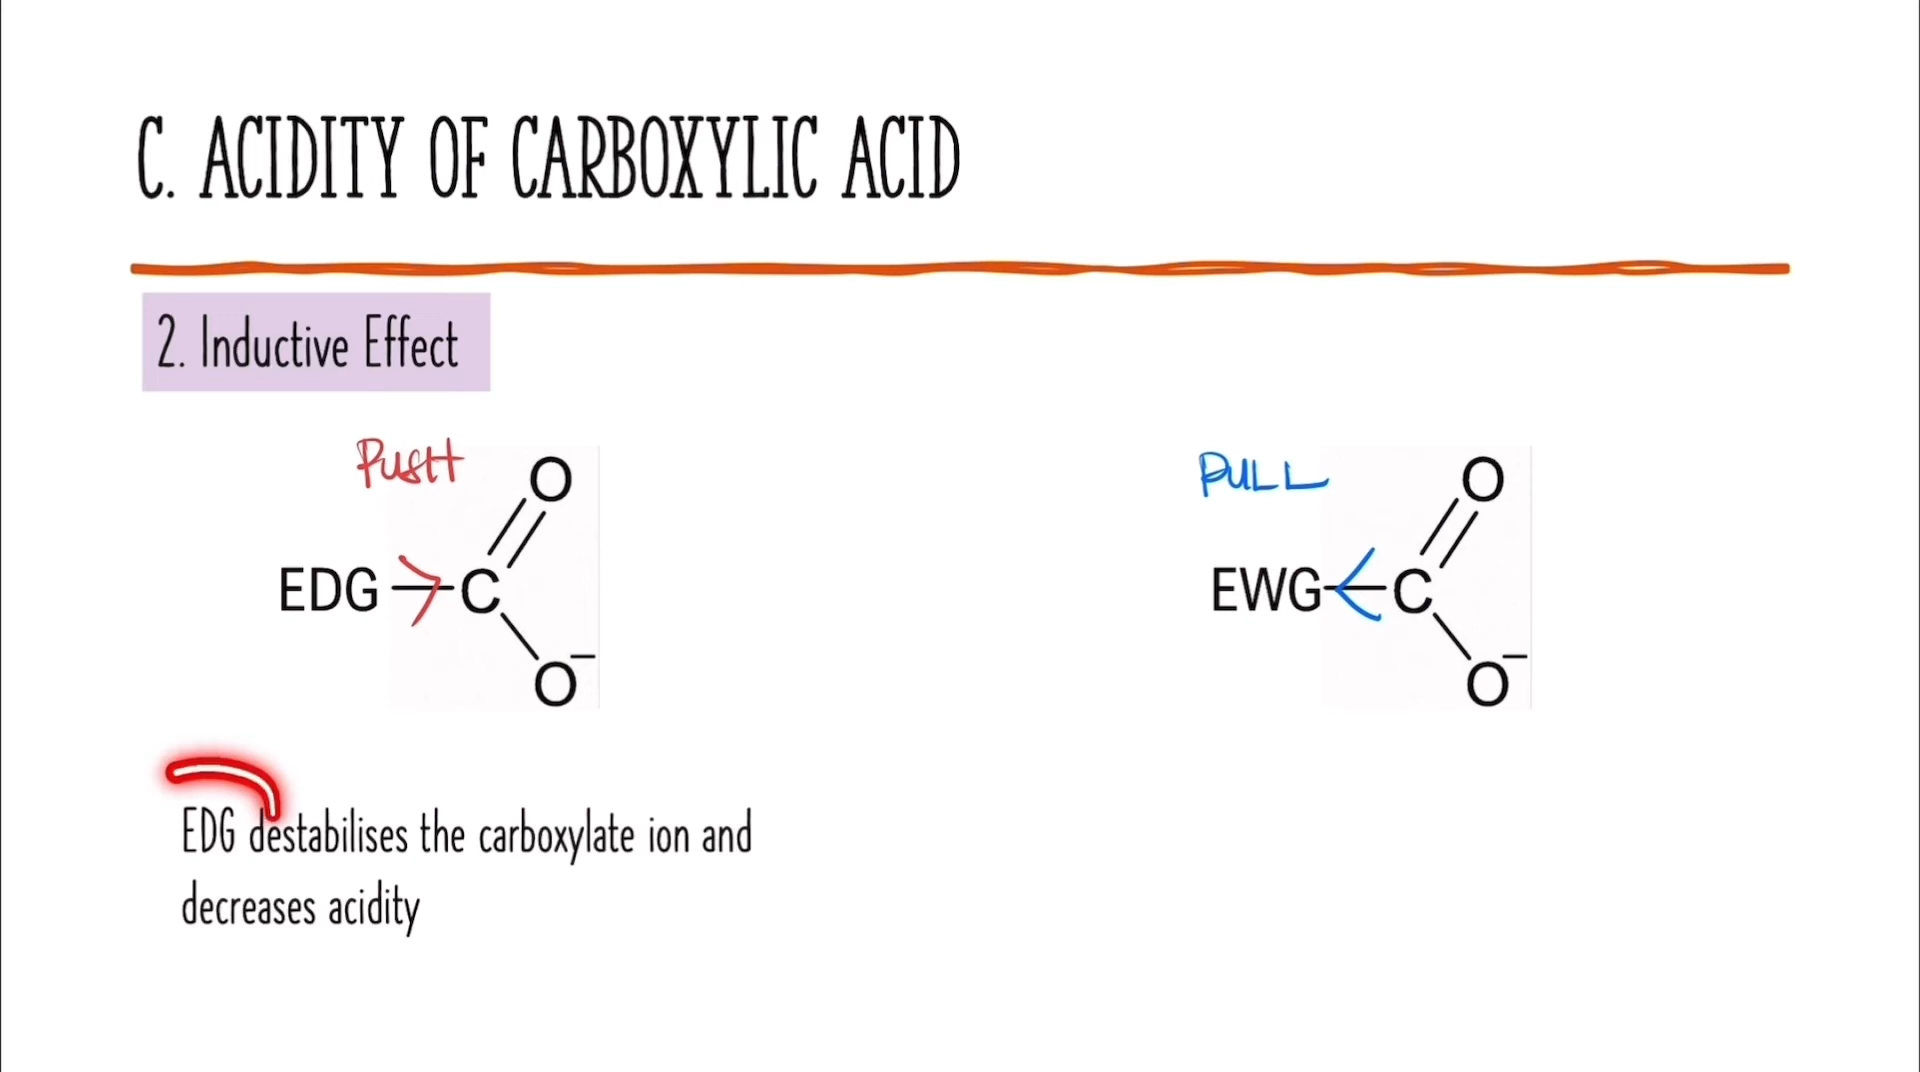 C. ACIDITY OF CARBOXYLIC ACID
2. Inductive Effect
PUSH
O
EDG C
O⁻
PULL
O
EWG C
O⁻
EDG destabilises the carboxylate ion and
decreases acidity